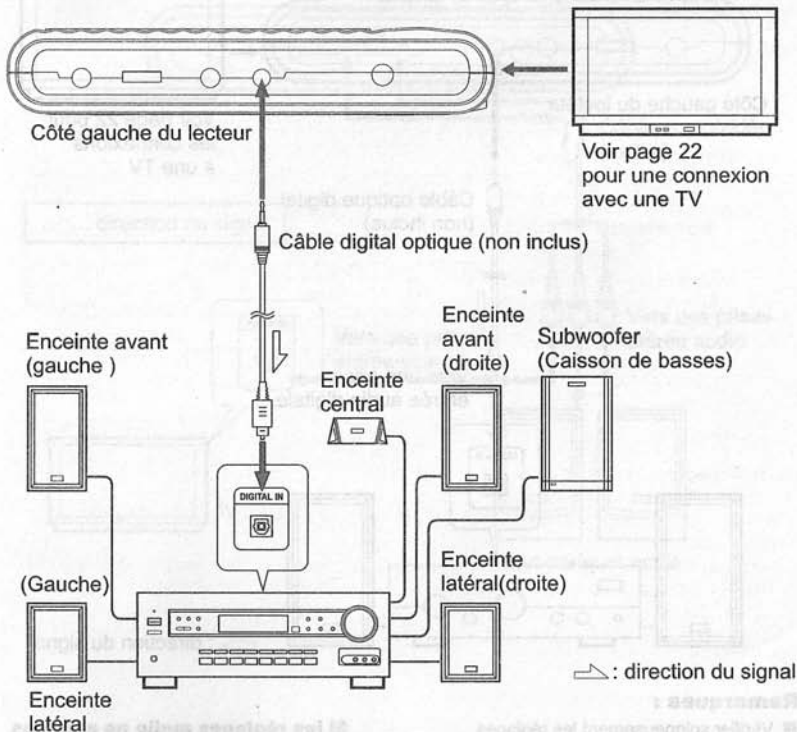 Côté gauche du lecteur
Voir page 22
pour une connexion
avec une TV
Câble digital optique (non inclus)
Enceinte avant
(gauche )
Enceinte
central
Enceinte
avant
(droite)
Subwoofer
(Caisson de basses)
DIGITAL IN
(Gauche)
Enceinte
latéral
Enceinte
latéral(droite)
: direction du signal